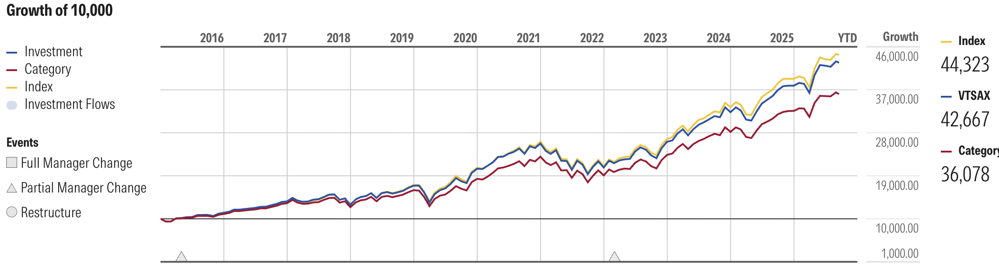 Growth of 10,000
2016 2017 2018 2019 2020 2021 2022 2023 2024 2025 YTD Growth
Investment
Category
Index
Investment Flows
Events
Full Manager Change
Partial Manager Change
Restructure
46,000.00
37,000.00
28,000.00
19,000.00
10,000.00
1,000.00
Index
44,323
VTSAX
42,667
Category
36,078